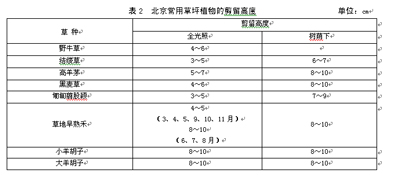 表2 北京常用草坪植物的剪留高度 单位：cm
草 种 剪留高度
全光照 树荫下
野牛草 4～6
结缕草 3～5 6～7
高羊茅 5～7 8～10
黑麦草 4～6 8～10
匍匐翦股颖 3～5 7～9
草地早熟禾 4～5
（3、4、5、9、10、11月）
8～10
（6、7、8月） 8～10
小羊胡子 8～10 8～10
大羊胡子 8～10 8～10